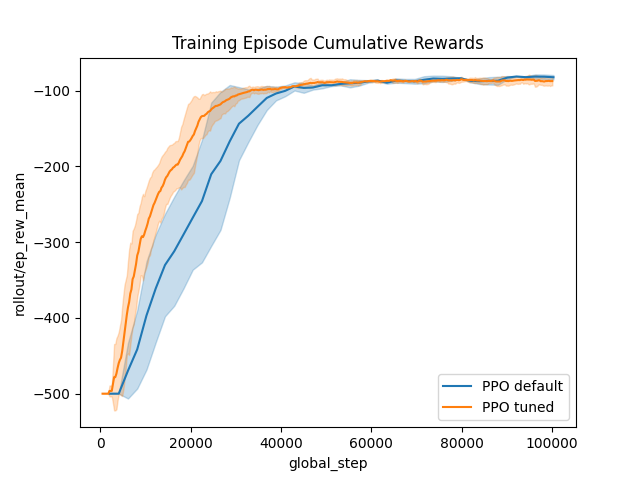 Training Episode Cumulative Rewards
rollout/ep_rew_mean
−100
−200
−300
−400
−500
0 20000 40000 60000 80000 100000
global_step
PPO default
PPO tuned